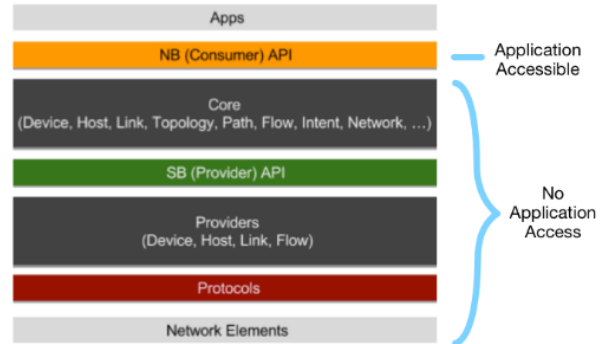 Apps
NB (Consumer) API
Application
Accessible
Core
(Device, Host, Link, Topology, Path, Flow, Intent, Network, ...)
SB (Provider) API
No
Application
Access
Providers
(Device, Host, Link, Flow)
Protocols
Network Elements